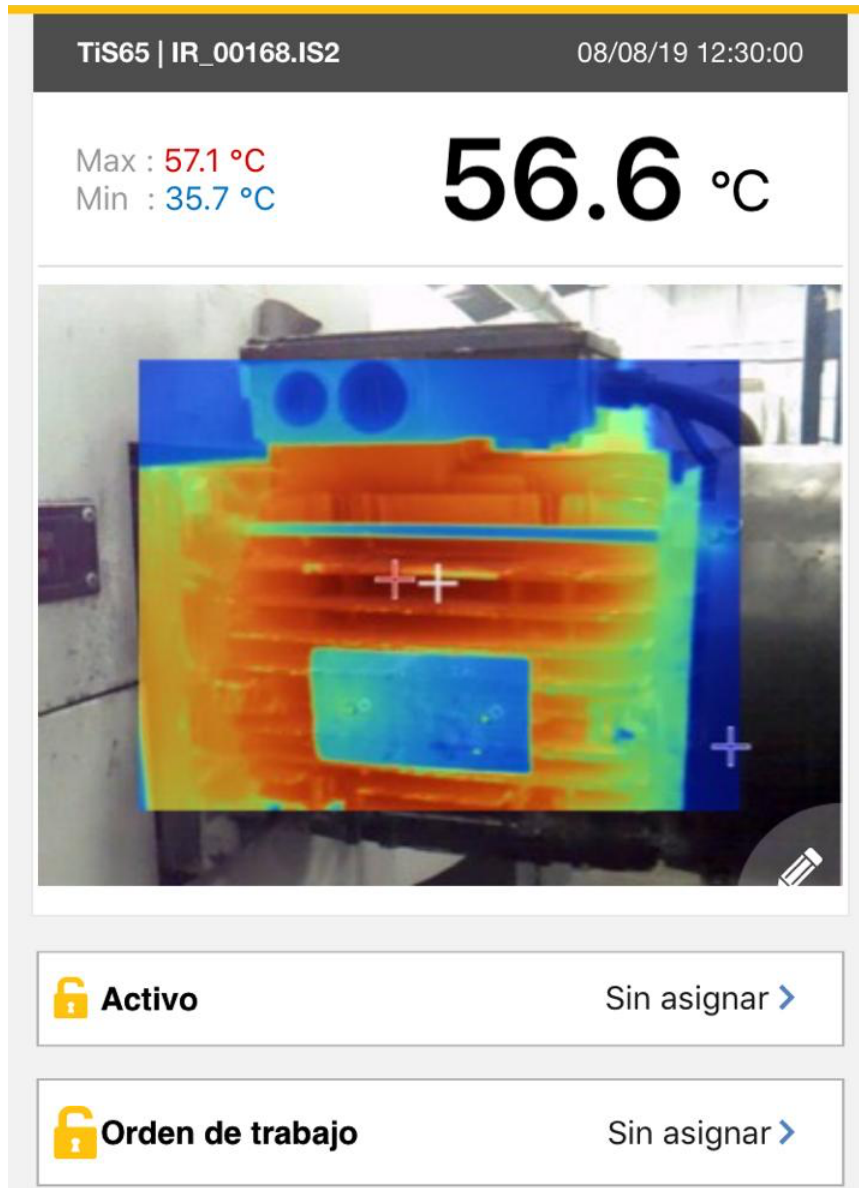 TiS65 | IR_00168.IS2 08/08/19 12:30:00
Max : 57.1 °C
Min : 35.7 °C
56.6 °C
Activo Sin asignar >
Orden de trabajo Sin asignar >